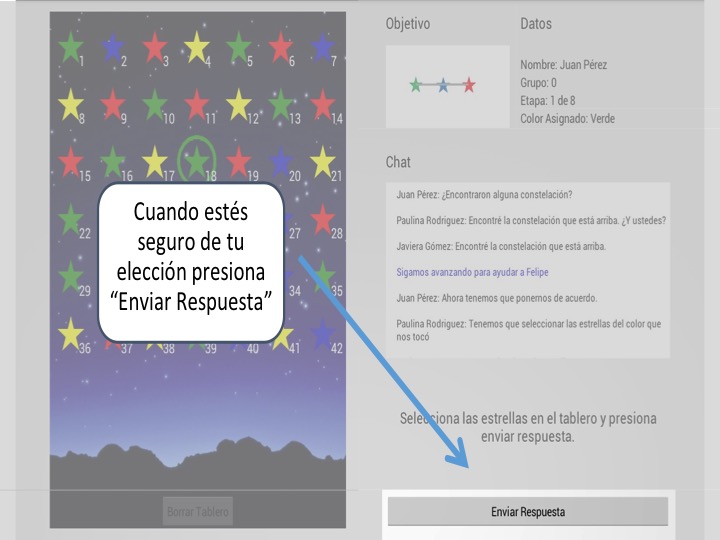 1 2 3 4 5 6 7
8 9 10 11 12 13 14
15 16 17 18 19 20 21
22 27 28
29 34 35
36 37 38 39 40 41 42
Cuando estés
seguro de tu
elección presiona
“Enviar Respuesta”
Borrar Tablero
Objetivo
Datos
Nombre: Juan Pérez
Grupo: 0
Etapa: 1 de 8
Color Asignado: Verde
Chat
Juan Pérez: ¿Encontraron alguna constelación?
Paulina Rodriguez: Encontré la constelación que está arriba. ¿Y ustedes?
Javiera Gómez: Encontré la constelación que está arriba.
Sigamos avanzando para ayudar a Felipe
Juan Pérez: Ahora tenemos que ponernos de acuerdo.
Paulina Rodríguez: Tenemos que seleccionar las estrellas del color que
nos tocó
Selecciona las estrellas en el tablero y presiona
enviar respuesta.
Enviar Respuesta